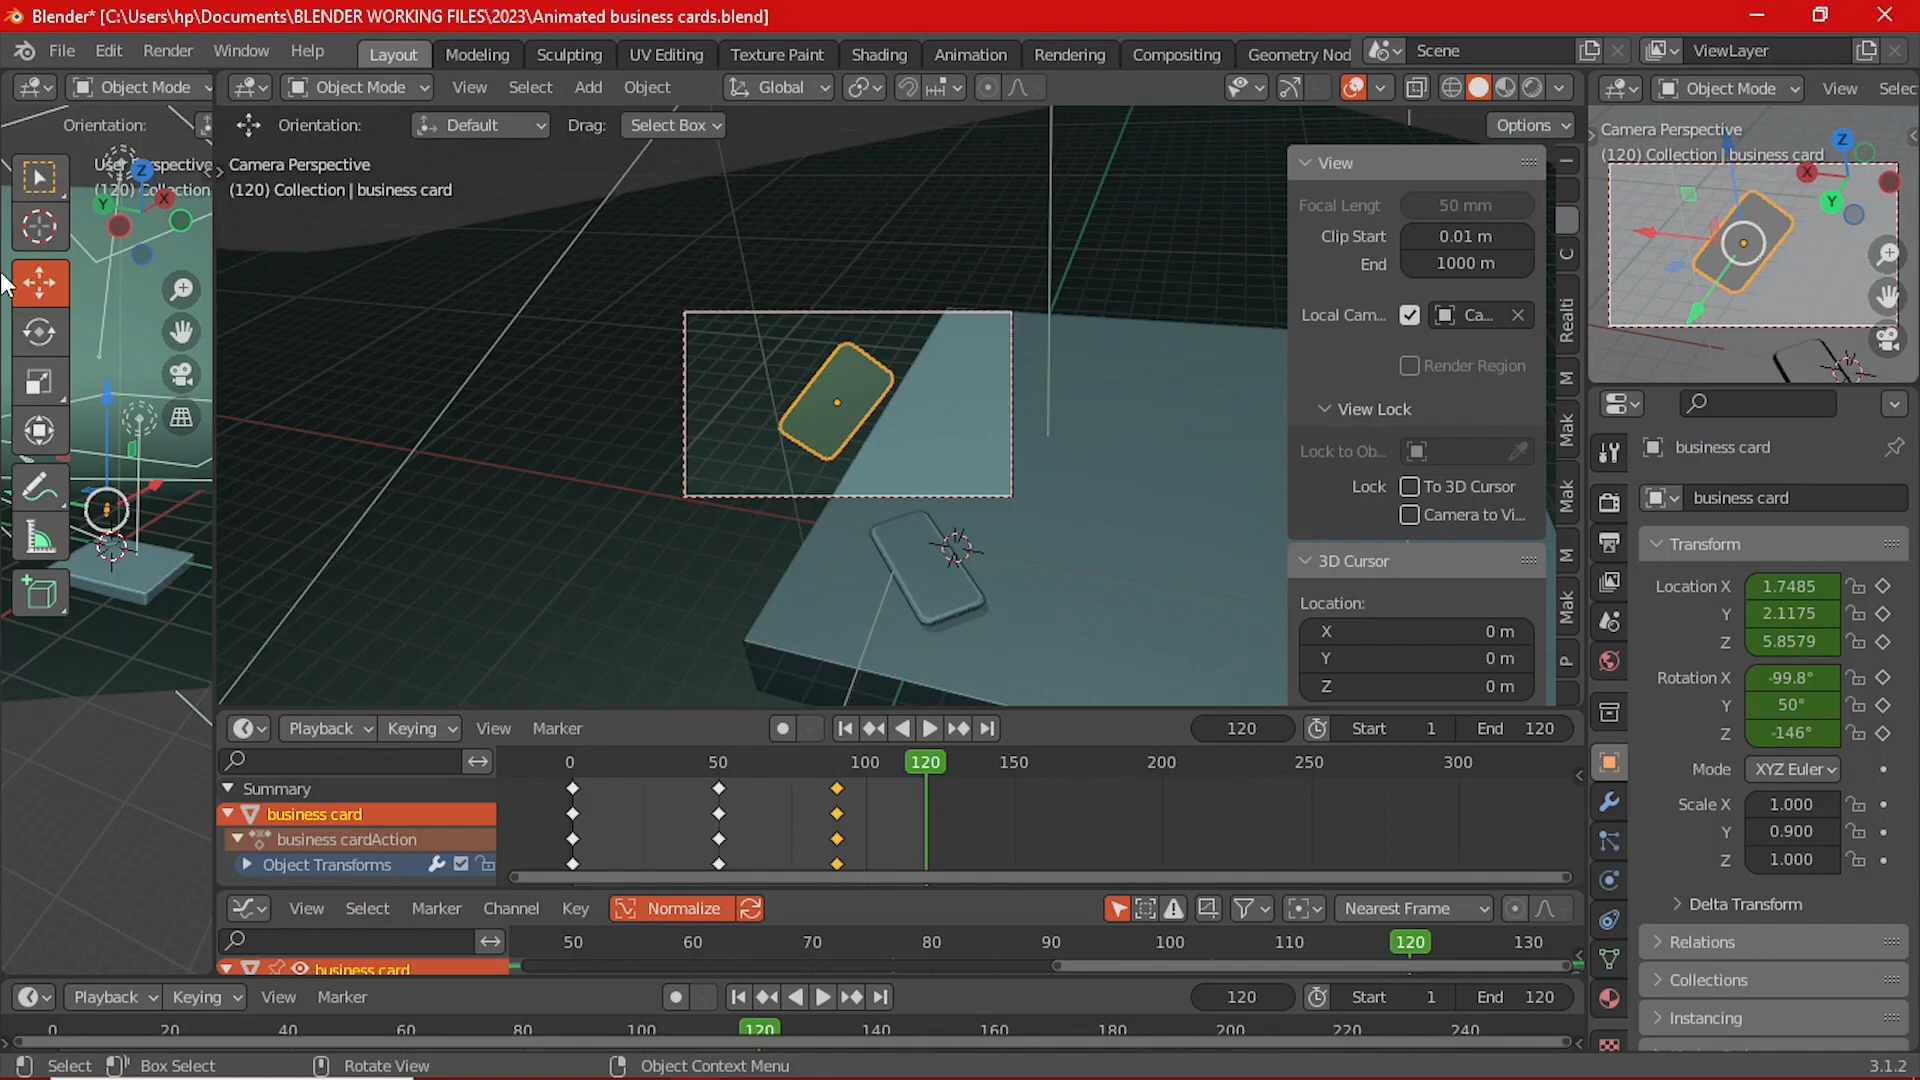 Blender* [C:\Users\hp\Documents\BLENDER WORKING FILES\2023\Animated business cards.blend]
File Edit Render Window Help
Layout Modeling Sculpting UV Editing Texture Paint Shading Animation Rendering Compositing Geometry Nod
Scene
ViewLayer
Object Mode
Object Mode View Select Add Object
Global
Object Mode View Selec
Orientation:
Orientation: Default Drag: Select Box
Options
User Perspective
(120) Collection
Camera Perspective
(120) Collection | business card
Camera Perspective
(120) Collection | business card
View
Focal Lengt 50 mm
Clip Start 0.01 m
End 1000 m
Local Cam... Ca...
Render Region
View Lock
Lock to Ob...
Lock To 3D Cursor
Camera to Vi...
3D Cursor
Location:
X 0 m
Y 0 m
Z 0 m
C
Realti
M
Mak
Mak
M
Mak
P
Z
X
Y
Z
X
Y
business card
business card
Transform
Location X 1.7485
Y 2.1175
Z 5.8579
Rotation X -99.8°
Y 50°
Z -146°
Mode XYZ Euler
Scale X 1.000
Y 0.900
Z 1.000
Delta Transform
Relations
Collections
Instancing
Playback Keying View Marker
120 Start 1 End 120
0 50 100 120 150 200 250 300
Summary
business card
business cardAction
Object Transforms
View Select Marker Channel Key Normalize
Nearest Frame
50 60 70 80 90 100 110 120 130
business card
Playback Keying View Marker
120 Start 1 End 120
0 20 40 60 80 100 120 140 160 180 200 220 240
Select Box Select Rotate View Object Context Menu
3.1.2